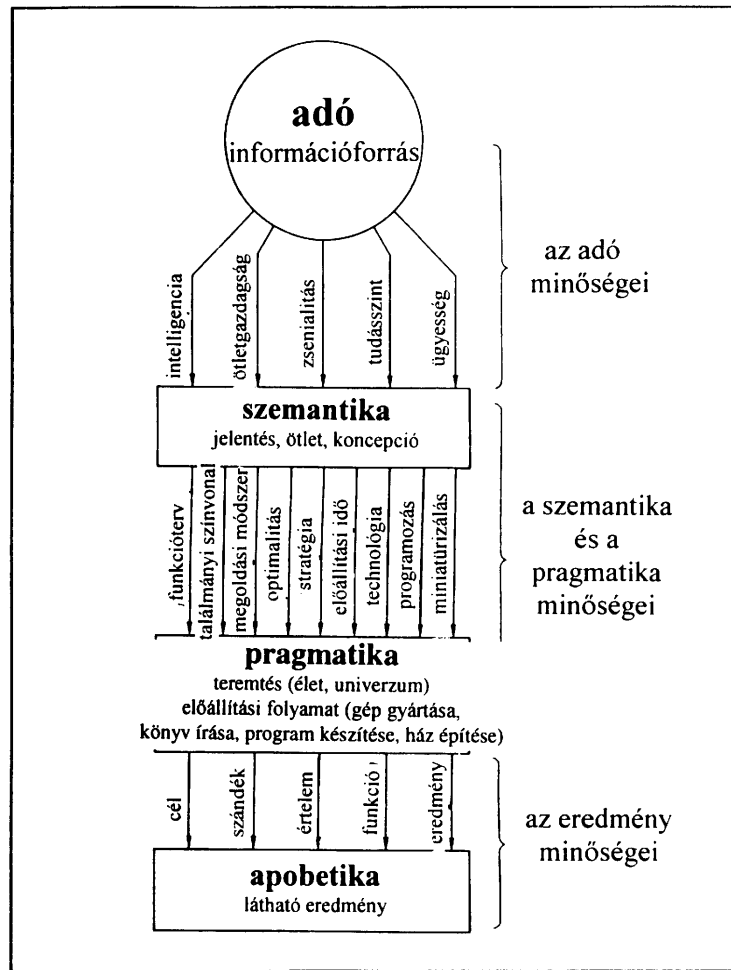 adó
információforrás
intelligencia
ötletgazdagság
zsenialitás
tudásszint
ügyesség
az adó
minőségei
szemantika
jelentés, ötlet, koncepció
funkcióterv
találmányi színvonal
megoldási módszer
optimalitás
stratégia
előállítási idő
technológia
programozás
miniatürizálás
a szemantika
és a
pragmatika
minőségei
pragmatika
teremtés (élet, univerzum)
előállítási folyamat (gép gyártása,
könyv írása, program készítése, ház építése)
cél
szándék
értelem
funkció
eredmény
az eredmény
minőségei
apobetika
látható eredmény